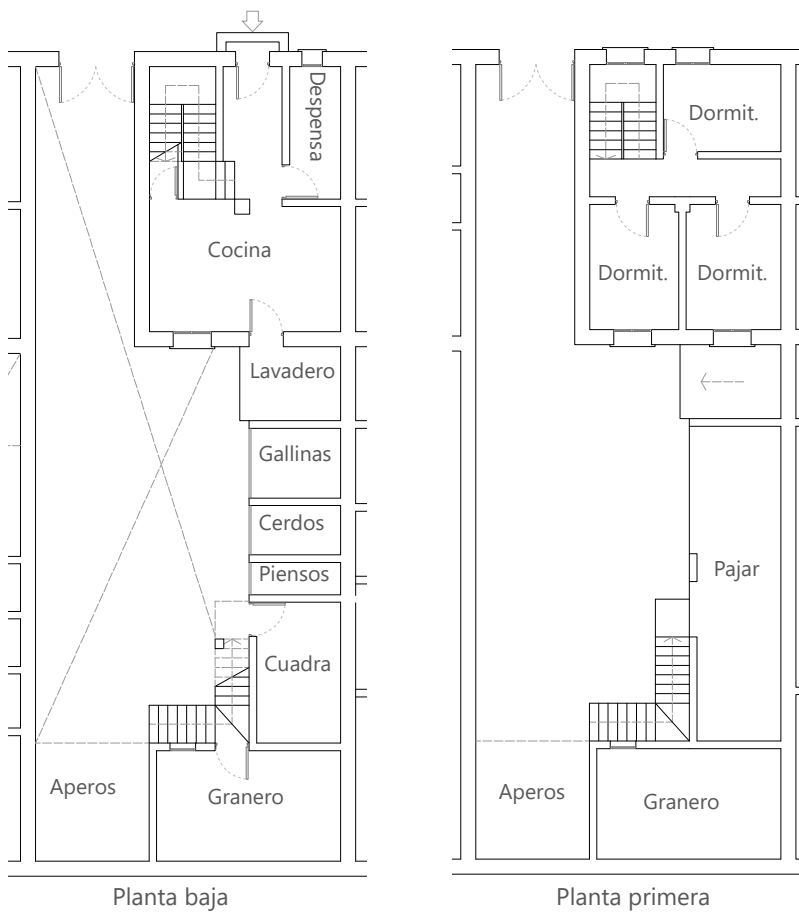 Despensa
Cocina
Lavadero
Gallinas
Cerdos
Piensos
Cuadra
Aperos
Granero
Planta baja
Dormit.
Dormit.
Dormit.
Pajar
Aperos
Granero
Planta primera